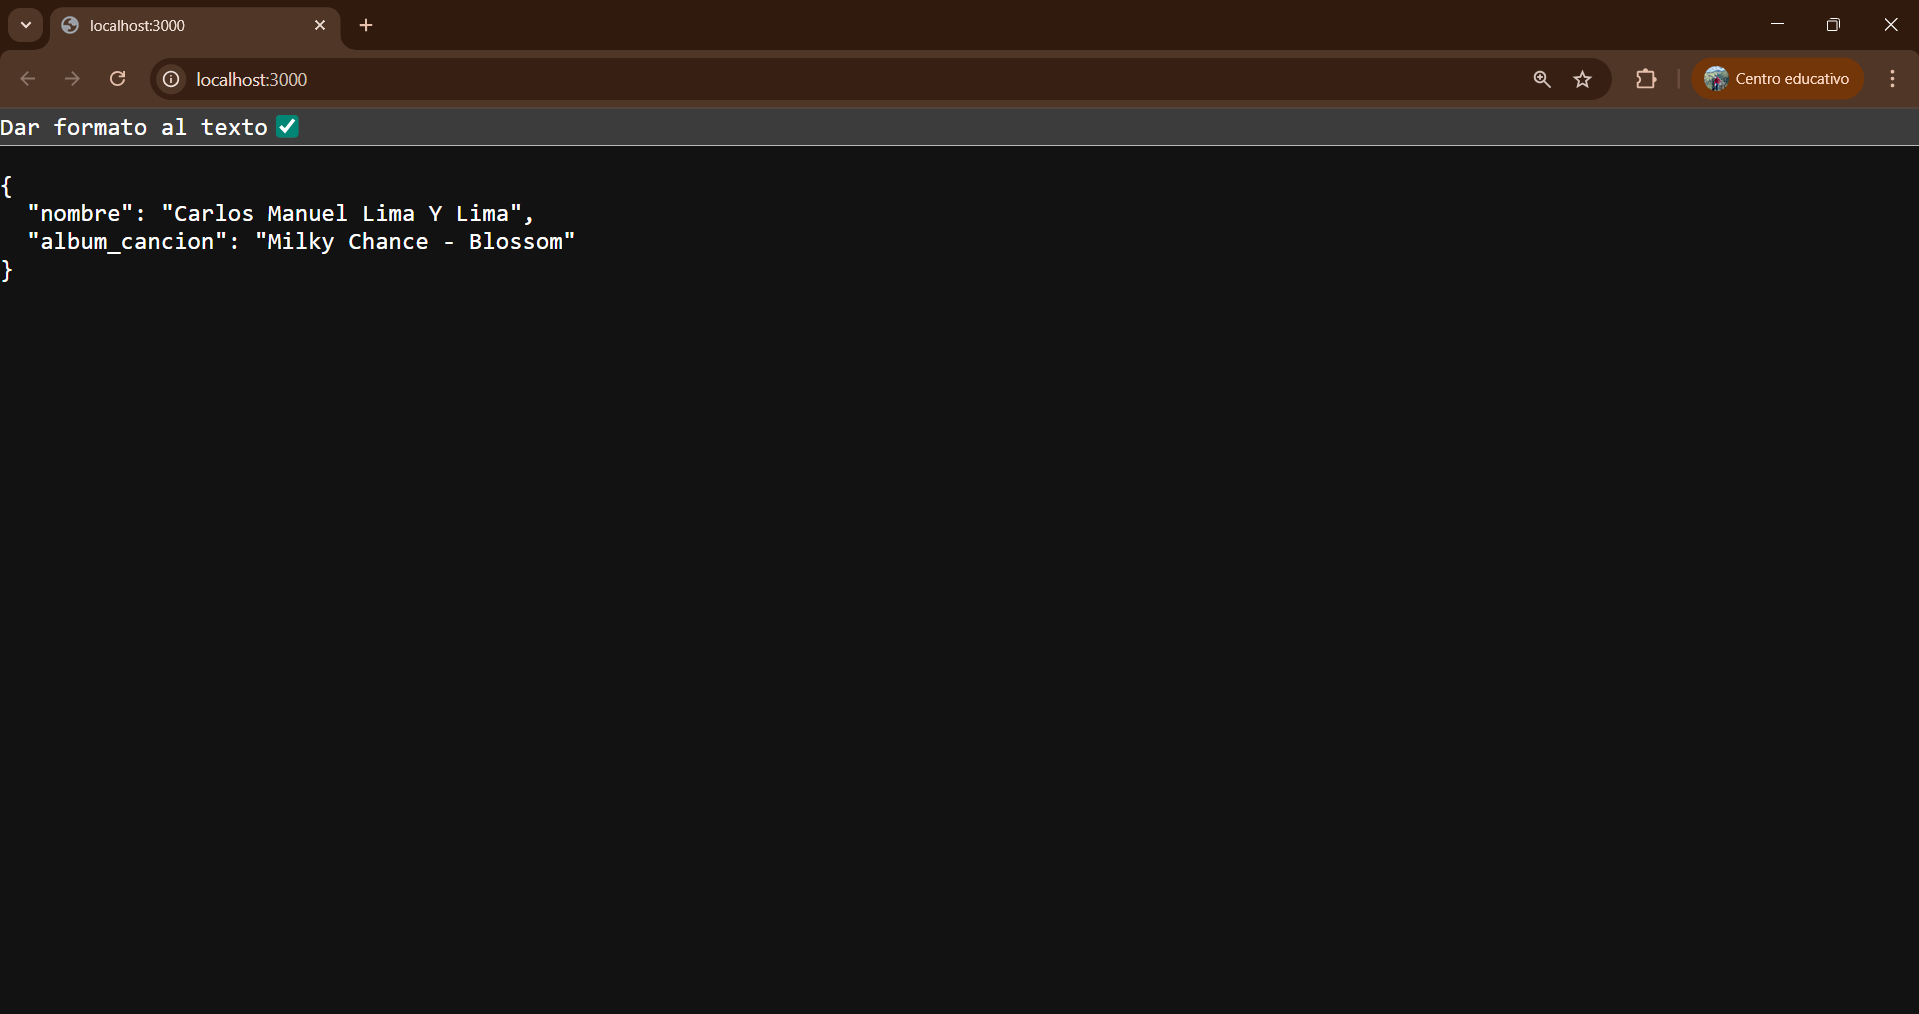 localhost:3000
localhost:3000
Centro educativo
Dar formato al texto
{
  "nombre": "Carlos Manuel Lima Y Lima",
  "album_cancion": "Milky Chance - Blossom"
}